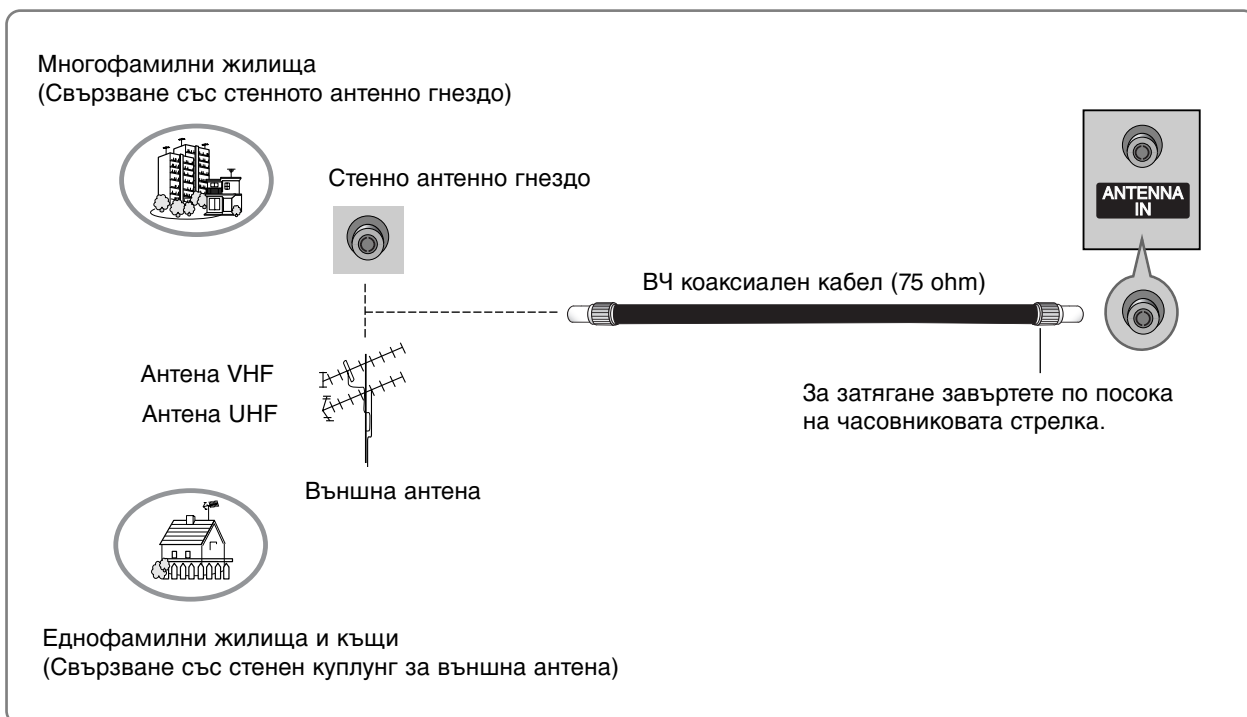 Многофамилни жилища
(Свързване със стенното антенно гнездо)
Стенно антенно гнездо
ANTENNA
IN
ВЧ коаксиален кабел (75 ohm)
Антена VHF
Антена UHF
За затягане завъртете по посока
на часовниковата стрелка.
Външна антена
Еднофамилни жилища и къщи
(Свързване със стенен куплунг за външна антена)